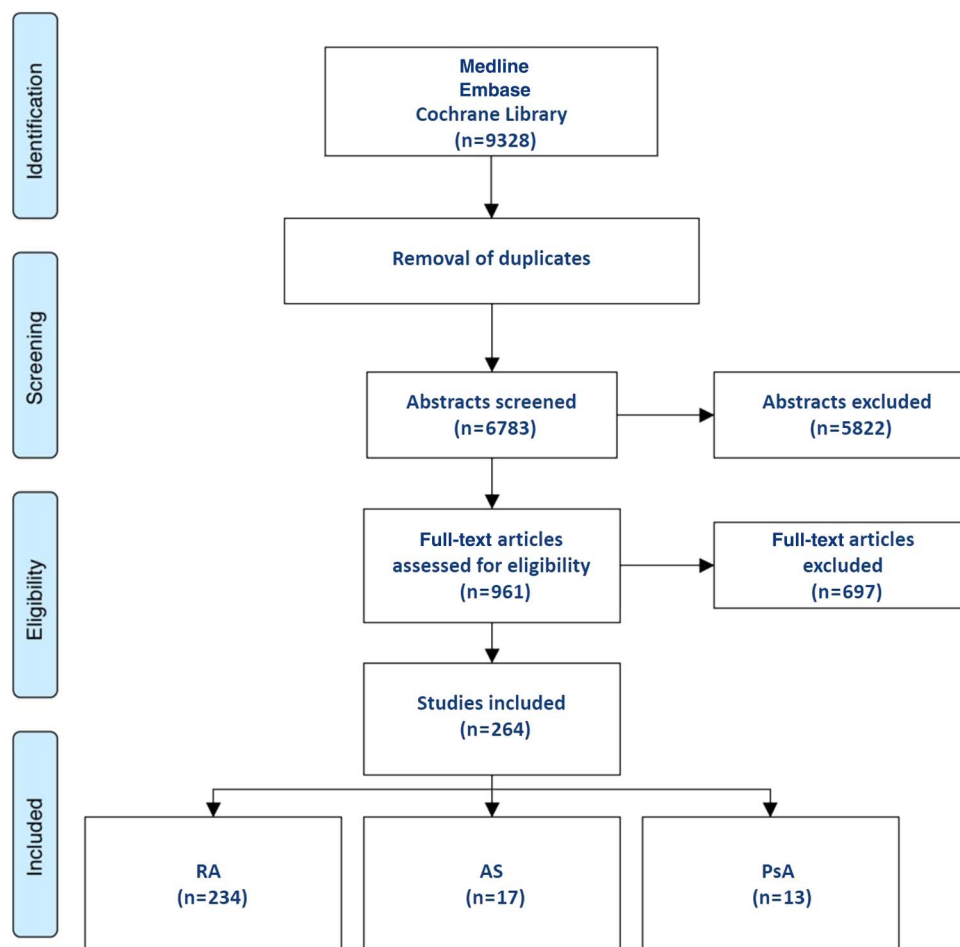 Identification
Medline
Embase
Cochrane Library
(n=9328)
Removal of duplicates
Screening
Abstracts screened
(n=6783)
Abstracts excluded
(n=5822)
Eligibility
Full-text articles
assessed for eligibility
(n=961)
Full-text articles
excluded
(n=697)
Studies included
(n=264)
Included
RA
(n=234)
AS
(n=17)
PsA
(n=13)